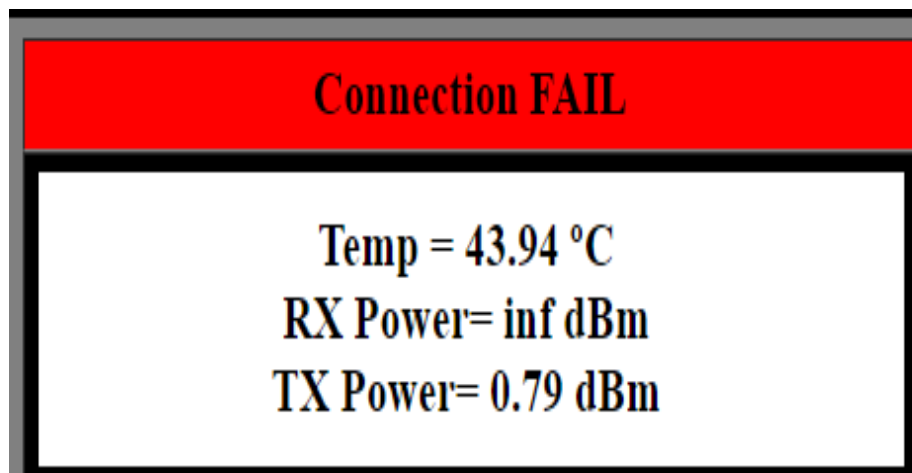 Connection FAIL
Temp = 43.94 ºC
RX Power= inf dBm
TX Power= 0.79 dBm